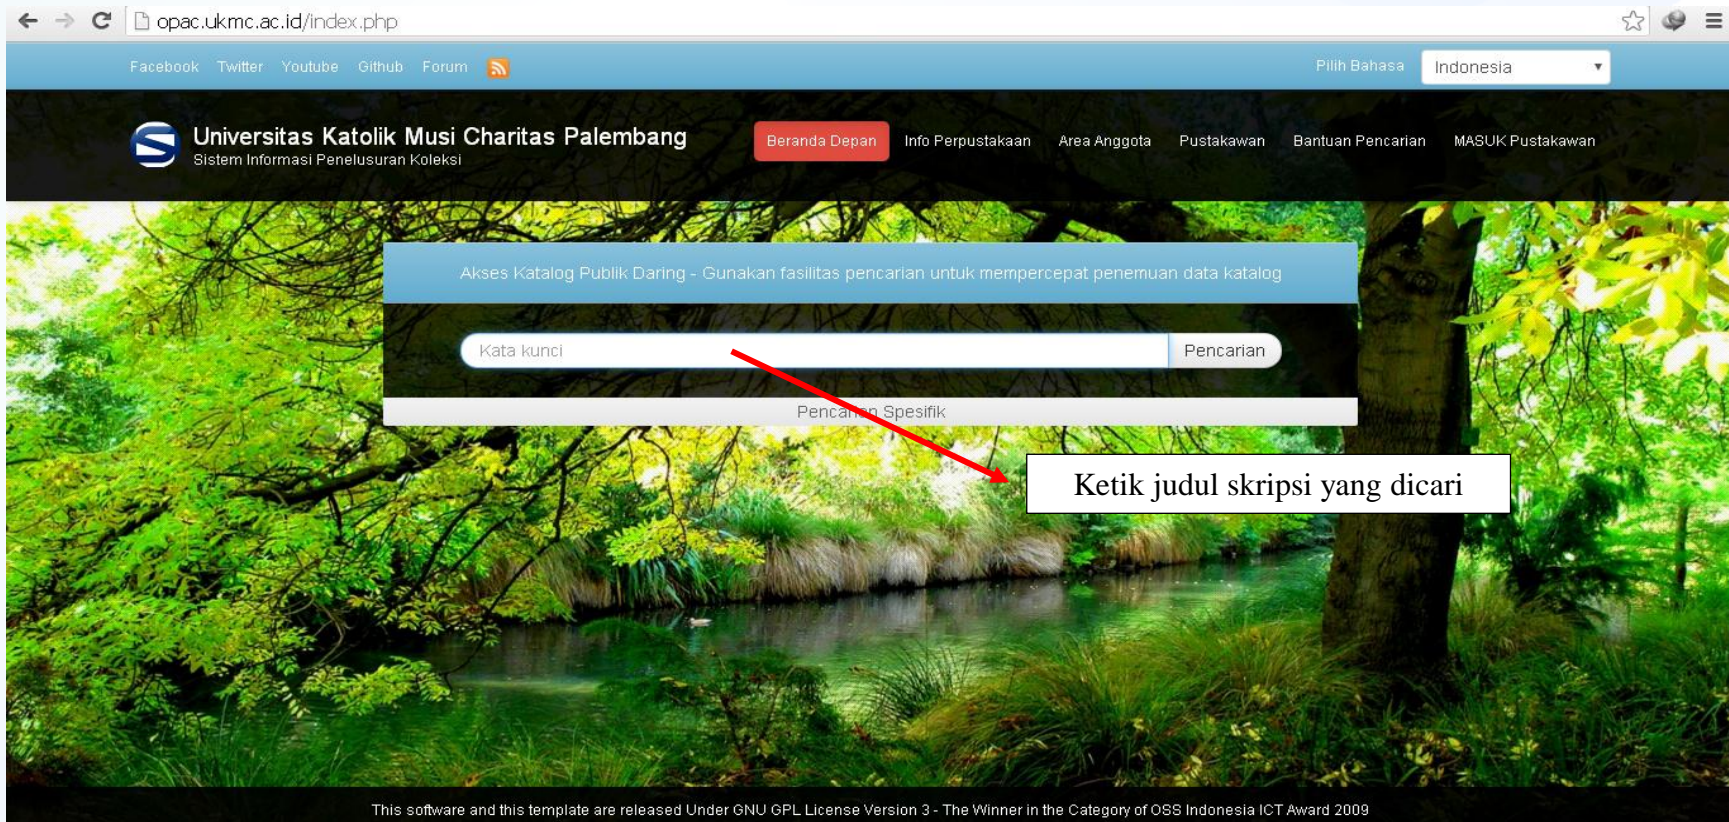 opac.ukmc.ac.id/index.php
Facebook Twitter Youtube Github Forum
Pilih Bahasa Indonesia
Universitas Katolik Musi Charitas Palembang
Sistem Informasi Penelusuran Koleksi
Beranda Depan Info Perpustakaan Area Anggota Pustakawan Bantuan Pencarian MASUK Pustakawan
Akses Katalog Publik Daring - Gunakan fasilitas pencarian untuk mempercepat penemuan data katalog
Kata kunci Pencarian
Pencarian Spesifik
Ketik judul skripsi yang dicari
This software and this template are released Under GNU GPL License Version 3 - The Winner in the Category of OSS Indonesia ICT Award 2009